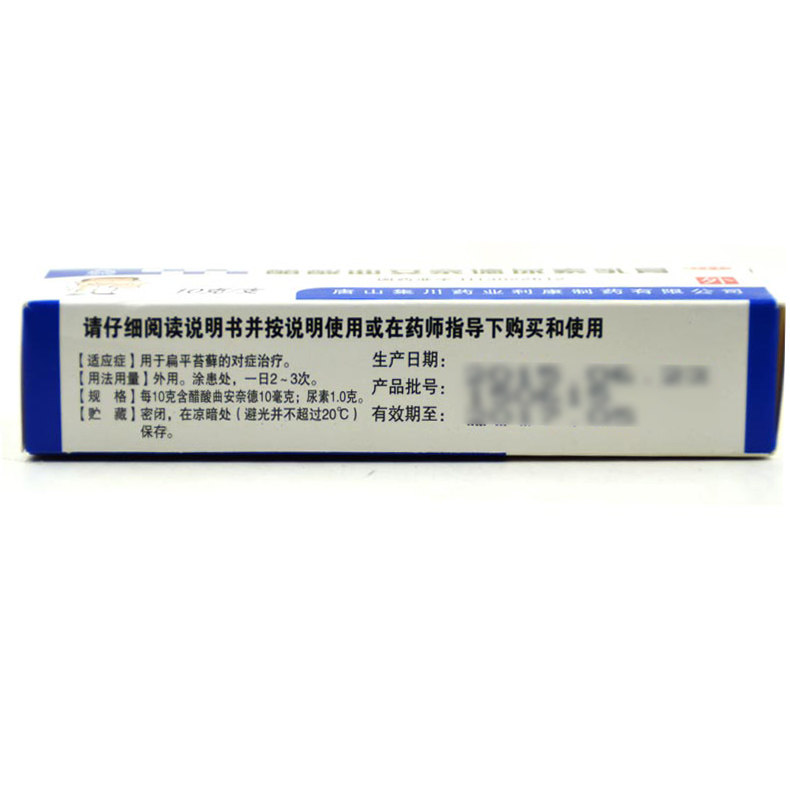 10克/支
唐山集川药业利康制药有限公司
请仔细阅读说明书并按说明使用或在药师指导下购买和使用
【适应症】用于扁平苔藓的对症治疗。
【用法用量】外用。涂患处，一日2~3次。
【规 格】每10克含醋酸曲安奈德10毫克；尿素1.0克。
【贮 藏】密闭，在凉暗处（避光并不超过20℃）
保存。
生产日期：
产品批号：
有效期至：